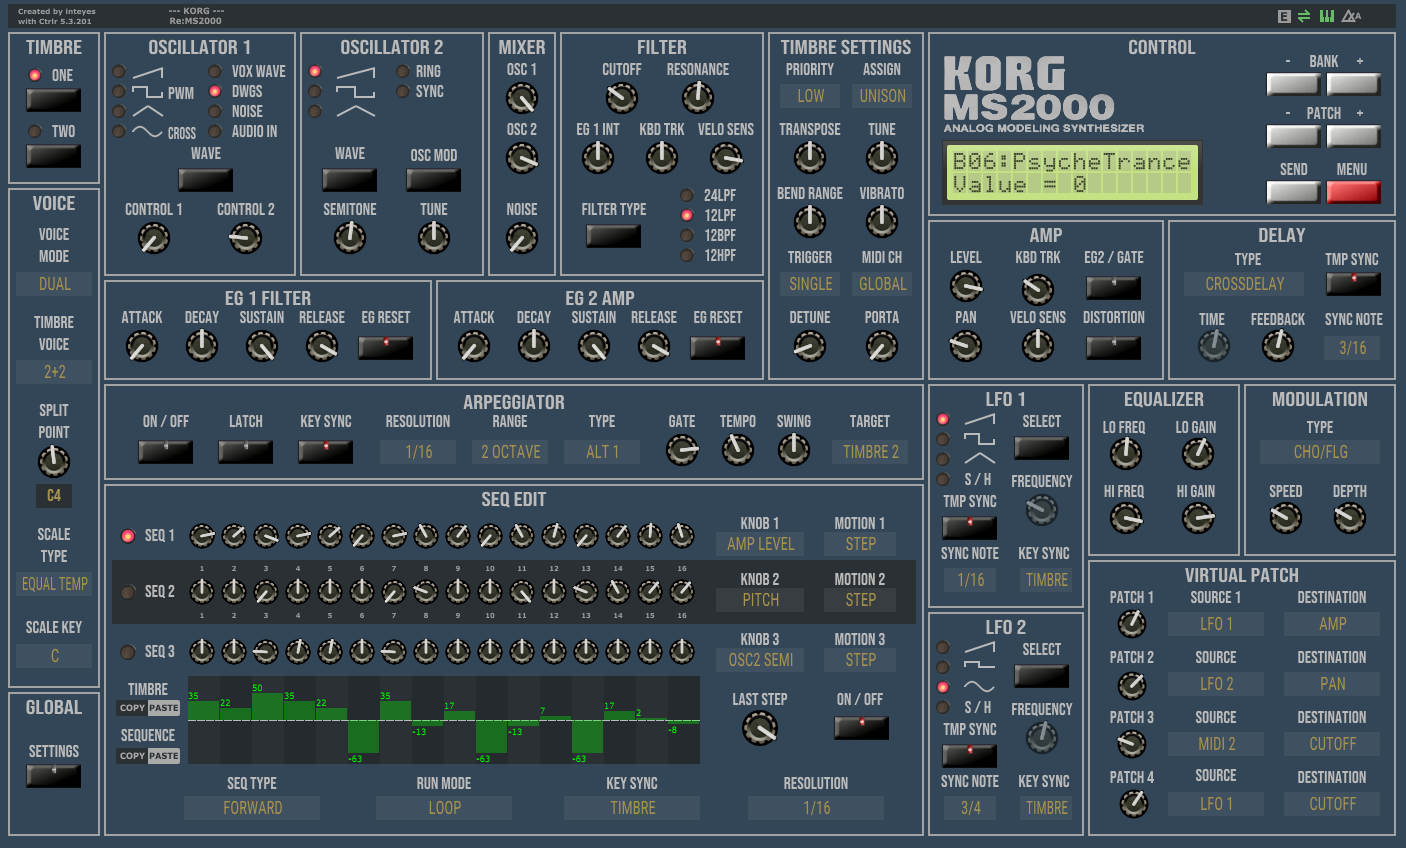 Created by inteyes
with Ctrlr 5.3.201
--- KORG ---
Re:MS2000
E
A
TIMBRE
ONE
TWO
OSCILLATOR 1
PWM
CROSS
VOX WAVE
DWGS
NOISE
AUDIO IN
WAVE
CONTROL 1 CONTROL 2
OSCILLATOR 2
RING
SYNC
WAVE OSC MOD
SEMITONE TUNE
MIXER
OSC 1
OSC 2
NOISE
FILTER
CUTOFF RESONANCE
EG 1 INT KBD TRK VELO SENS
FILTER TYPE
24LPF
12LPF
12BPF
12HPF
TIMBRE SETTINGS
PRIORITY ASSIGN
LOW UNISON
TRANSPOSE TUNE
BEND RANGE VIBRATO
TRIGGER MIDI CH
SINGLE GLOBAL
DETUNE PORTA
CONTROL
KORG
MS2000
ANALOG MODELING SYNTHESIZER
B06:PsycheTrance
Value = 0
- BANK +
- PATCH +
SEND MENU
VOICE
VOICE
MODE
DUAL
TIMBRE
VOICE
2+2
SPLIT
POINT
C4
SCALE
TYPE
EQUAL TEMP
SCALE KEY
C
GLOBAL
SETTINGS
EG 1 FILTER
ATTACK DECAY SUSTAIN RELEASE EG RESET
EG 2 AMP
ATTACK DECAY SUSTAIN RELEASE EG RESET
AMP
LEVEL KBD TRK EG2 / GATE
PAN VELO SENS DISTORTION
DELAY
TYPE TMP SYNC
CROSSDELAY
TIME FEEDBACK SYNC NOTE
3/16
ARPEGGIATOR
ON / OFF LATCH KEY SYNC RESOLUTION RANGE TYPE GATE TEMPO SWING TARGET
1/16 2 OCTAVE ALT 1 TIMBRE 2
SEQ EDIT
SEQ 1
KNOB 1 MOTION 1
AMP LEVEL STEP
1 2 3 4 5 6 7 8 9 10 11 12 13 14 15 16
SEQ 2
KNOB 2 MOTION 2
PITCH STEP
1 2 3 4 5 6 7 8 9 10 11 12 13 14 15 16
SEQ 3
KNOB 3 MOTION 3
OSC2 SEMI STEP
TIMBRE
COPY PASTE
SEQUENCE
COPY PASTE
35 22 50 35 22 -63 35 -13 17 -63 -13 7 -63 17 2 -8
LAST STEP ON / OFF
SEQ TYPE RUN MODE KEY SYNC RESOLUTION
FORWARD LOOP TIMBRE 1/16
LFO 1
SELECT
S / H
FREQUENCY
TMP SYNC
SYNC NOTE KEY SYNC
1/16 TIMBRE
LFO 2
SELECT
S / H
FREQUENCY
TMP SYNC
SYNC NOTE KEY SYNC
3/4 TIMBRE
EQUALIZER
LO FREQ LO GAIN
HI FREQ HI GAIN
MODULATION
TYPE
CHO/FLG
SPEED DEPTH
VIRTUAL PATCH
PATCH 1 SOURCE 1 DESTINATION
LFO 1 AMP
PATCH 2 SOURCE DESTINATION
LFO 2 PAN
PATCH 3 SOURCE DESTINATION
MIDI 2 CUTOFF
PATCH 4 SOURCE DESTINATION
LFO 1 CUTOFF